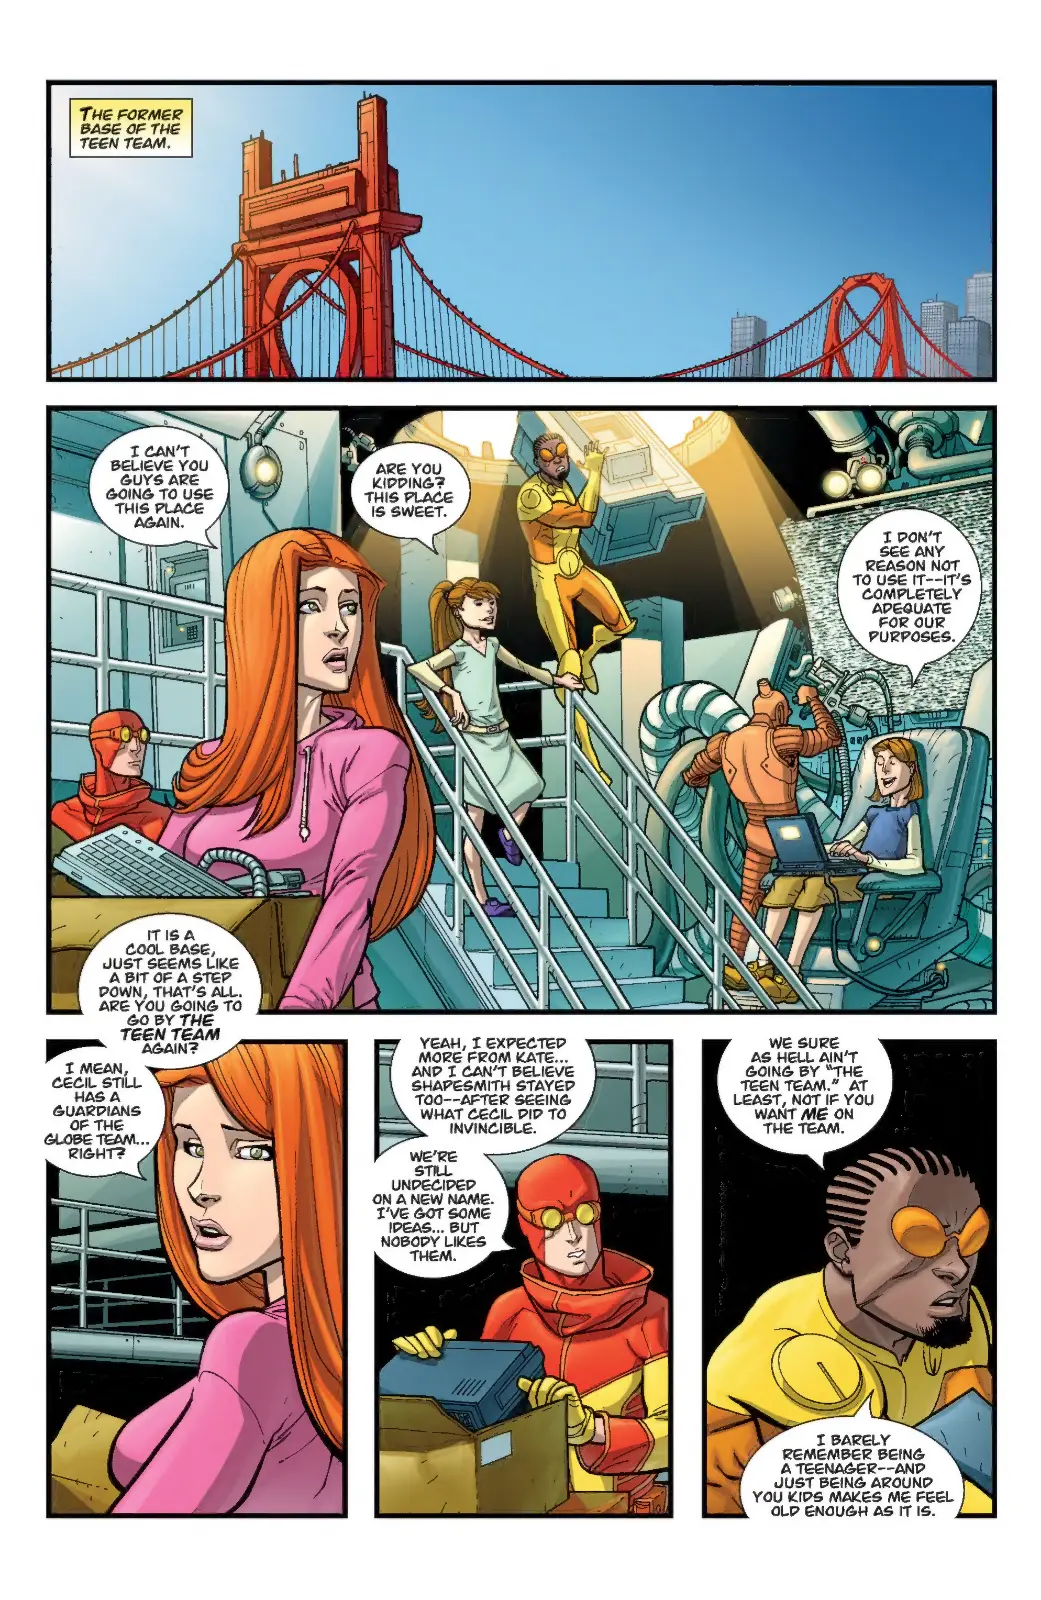 THE FORMER
BASE OF THE
TEEN TEAM.
I CAN'T
BELIEVE YOU
GUYS ARE
GOING TO USE
THIS PLACE
AGAIN.
ARE YOU
KIDDING?
THIS PLACE
IS SWEET.
I DON'T
SEE ANY
REASON NOT
TO USE IT--IT'S
COMPLETELY
ADEQUATE
FOR OUR
PURPOSES.
IT IS A
COOL BASE,
JUST SEEMS LIKE
A BIT OF A STEP
DOWN, THAT'S ALL.
ARE YOU GOING TO
GO BY THE
TEEN TEAM
AGAIN?
I MEAN,
CECIL STILL
HAS A
GUARDIANS
OF THE
GLOBE TEAM...
RIGHT?
YEAH, I EXPECTED
MORE FROM KATE...
AND I CAN'T BELIEVE
SHAPESMITH STAYED
TOO--AFTER SEEING
WHAT CECIL DID TO
INVINCIBLE.
WE'RE
STILL
UNDECIDED
ON A NEW NAME.
I'VE GOT SOME
IDEAS... BUT
NOBODY LIKES
THEM.
WE SURE
AS HELL AIN'T
GOING BY "THE
TEEN TEAM." AT
LEAST, NOT IF YOU
WANT ME ON
THE TEAM.
I BARELY
REMEMBER BEING
A TEENAGER--AND
JUST BEING AROUND
YOU KIDS MAKES ME FEEL
OLD ENOUGH AS IT IS.